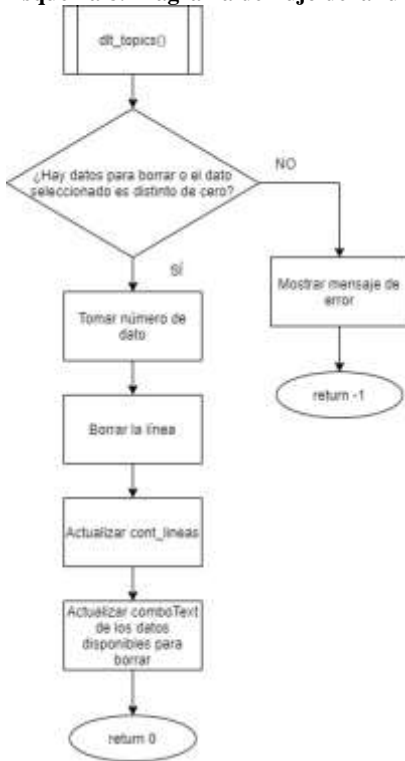 dlt_topics()
¿Hay datos para borrar o el dato
seleccionado es distinto de cero?
NO
SÍ
Mostrar mensaje de
error
Tomar número de
dato
return -1
Borrar la línea
Actualizar cont_lineas
Actualizar comboText
de los datos
disponibles para
borrar
return 0